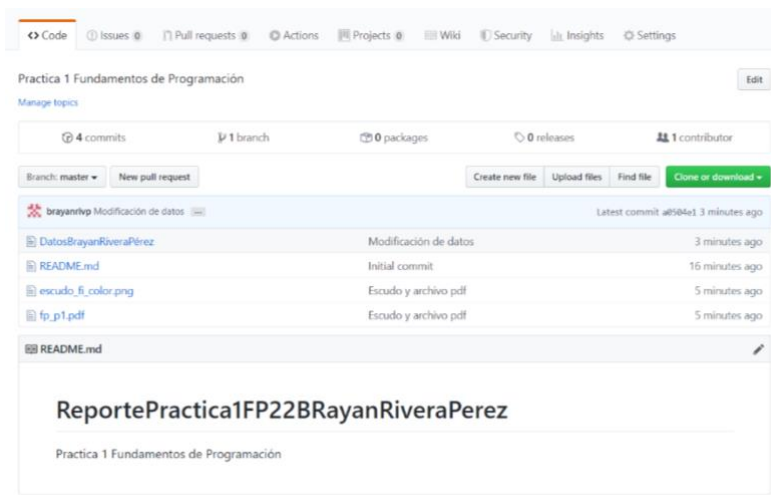 Code Issues 0 Pull requests 0 Actions Projects 0 Wiki Security Insights Settings
Practica 1 Fundamentos de Programación Edit
Manage topics
4 commits 1 branch 0 packages 0 releases 1 contributor
Branch: master New pull request Create new file Upload files Find file Clone or download
brayanrivp Modificación de datos ... Latest commit a0504e1 3 minutes ago
DatosBrayanRiveraPérez Modificación de datos 3 minutes ago
README.md Initial commit 16 minutes ago
escudo_fi_color.png Escudo y archivo pdf 5 minutes ago
fp_p1.pdf Escudo y archivo pdf 5 minutes ago
README.md
ReportePractica1FP22BRayanRiveraPerez
Practica 1 Fundamentos de Programación